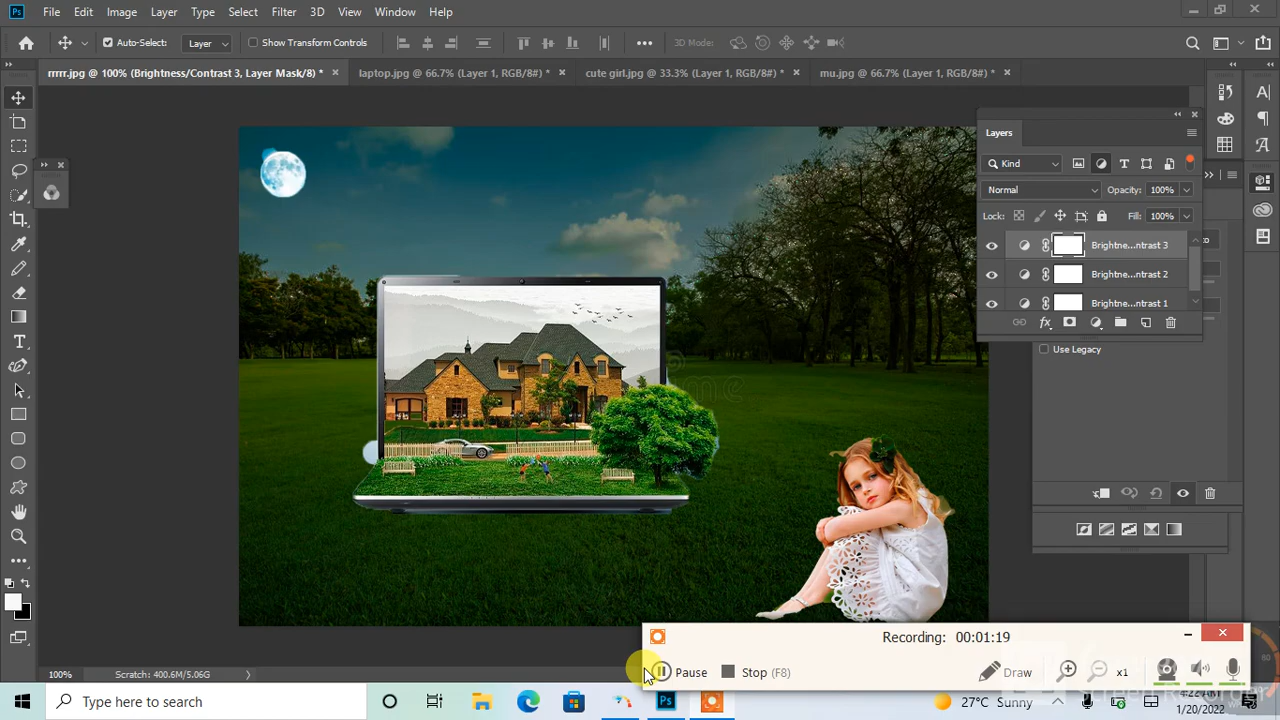 Ps File Edit Image Layer Type Select Filter 3D View Window Help
Auto-Select: Layer Show Transform Controls 3D Mode:
rrrrr.jpg @ 100% (Brightness/Contrast 3, Layer Mask/8) * × laptop.jpg @ 66.7% (Layer 1, RGB/8#) * × cute girl.jpg @ 33.3% (Layer 1, RGB/8#) * × mu.jpg @ 66.7% (Layer 1, RGB/8#) * ×
Layers
Kind
Normal Opacity: 100%
Lock: Fill: 100%
Brightne...ntrast 3
Brightne...ntrast 2
Brightne...ntrast 1
Use Legacy
Recording: 00:01:19
Pause Stop (F8) Draw x1
100% Scratch: 400.6M/5.06G
Type here to search
27°C Sunny
4:22 AM
1/20/2022